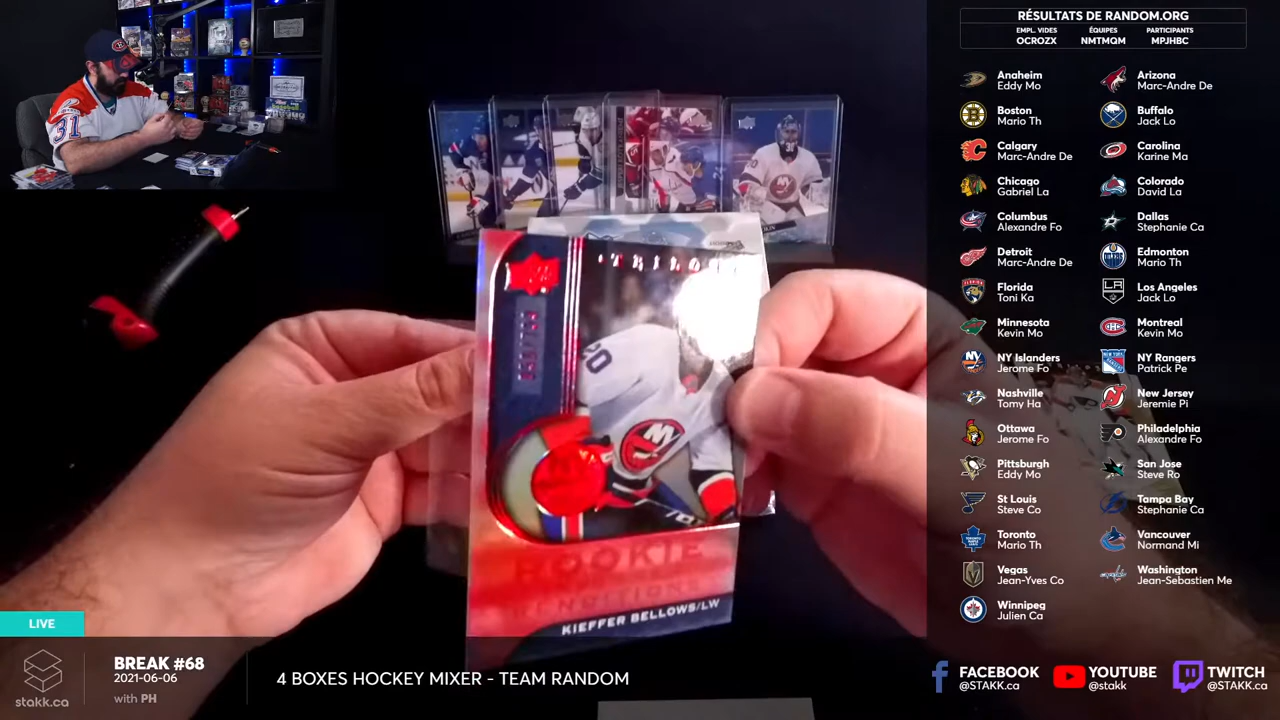 RÉSULTATS DE RANDOM.ORG
EMPL. VIDES ÉQUIPES PARTICIPANTS
OCROZX NMTMQM MPJHBC
Anaheim
Eddy Mo
Arizona
Marc-Andre De
Boston
Mario Th
Buffalo
Jack Lo
Calgary
Marc-Andre De
Carolina
Karine Ma
Chicago
Gabriel La
Colorado
David La
Columbus
Alexandre Fo
Dallas
Stephanie Ca
Detroit
Marc-Andre De
Edmonton
Mario Th
Florida
Toni Ka
Los Angeles
Jack Lo
Minnesota
Kevin Mo
Montreal
Kevin Mo
NY Islanders
Jerome Fo
NY Rangers
Patrick Pe
Nashville
Tomy Ha
New Jersey
Jeremie Pi
Ottawa
Jerome Fo
Philadelphia
Alexandre Fo
Pittsburgh
Eddy Mo
San Jose
Steve Ro
St Louis
Steve Co
Tampa Bay
Stephanie Ca
Toronto
Mario Th
Vancouver
Normand Mi
Vegas
Jean-Yves Co
Washington
Jean-Sebastien Me
Winnipeg
Julien Ca
31
20
ROOKIE
KIEFFER BELLOWS/LW
LIVE
stakk.ca
BREAK #68
2021-06-06
with PH
4 BOXES HOCKEY MIXER - TEAM RANDOM
FACEBOOK
@STAKK.ca
YOUTUBE
@stakk
TWITCH
@STAKK.ca